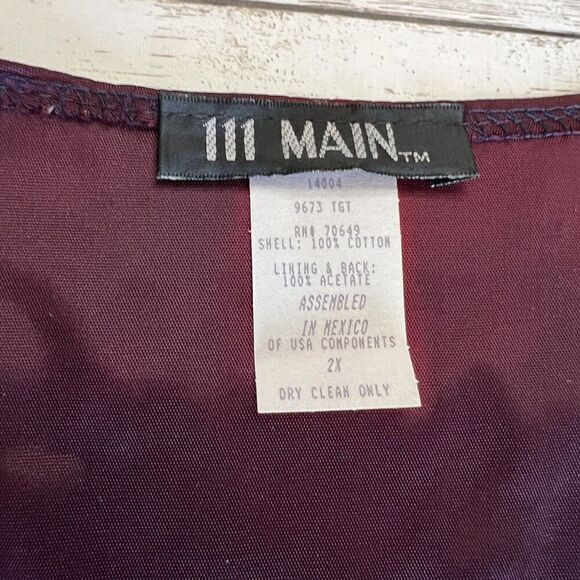 111 MAIN™
14004
9673 TGT
RN# 70649
SHELL: 100% COTTON
LINING & BACK:
100% ACETATE
ASSEMBLED
IN MEXICO
OF USA COMPONENTS
2X
DRY CLEAN ONLY